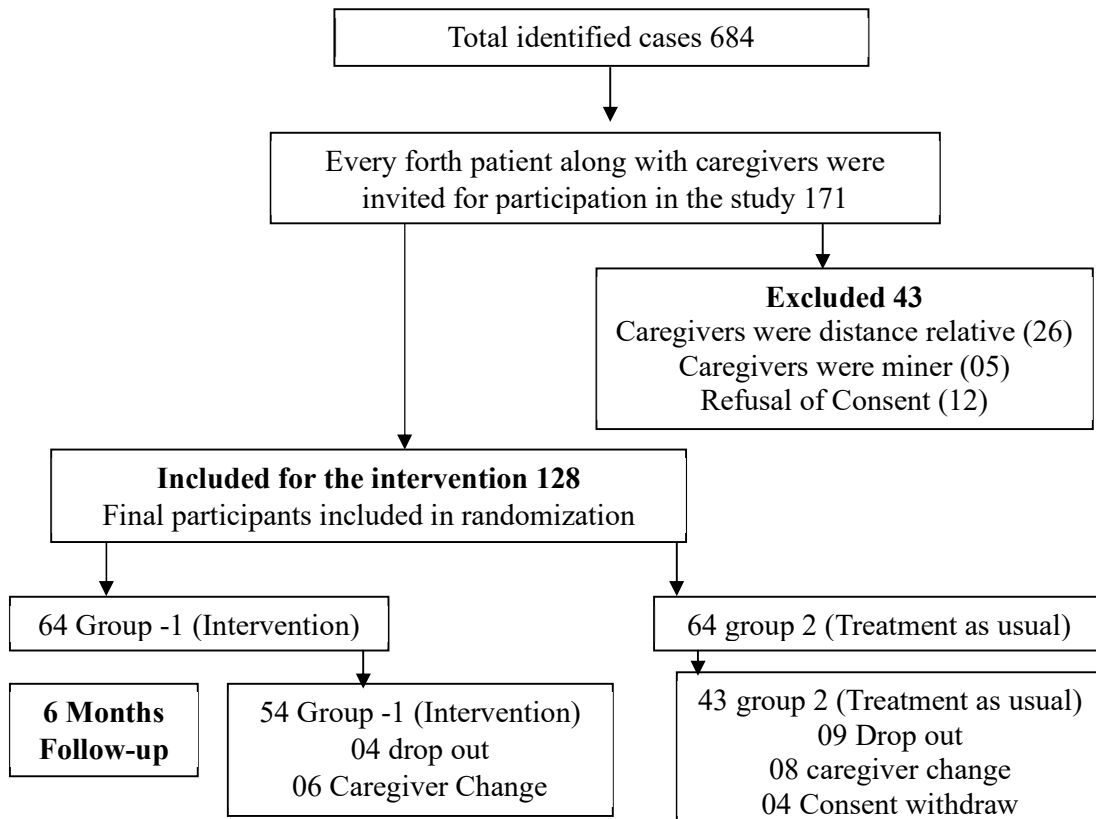 Total identified cases 684
Every forth patient along with caregivers were
invited for participation in the study 171
Excluded 43
Caregivers were distance relative (26)
Caregivers were miner (05)
Refusal of Consent (12)
Included for the intervention 128
Final participants included in randomization
64 Group -1 (Intervention)
64 group 2 (Treatment as usual)
6 Months
Follow-up
54 Group -1 (Intervention)
04 drop out
06 Caregiver Change
43 group 2 (Treatment as usual)
09 Drop out
08 caregiver change
04 Consent withdraw